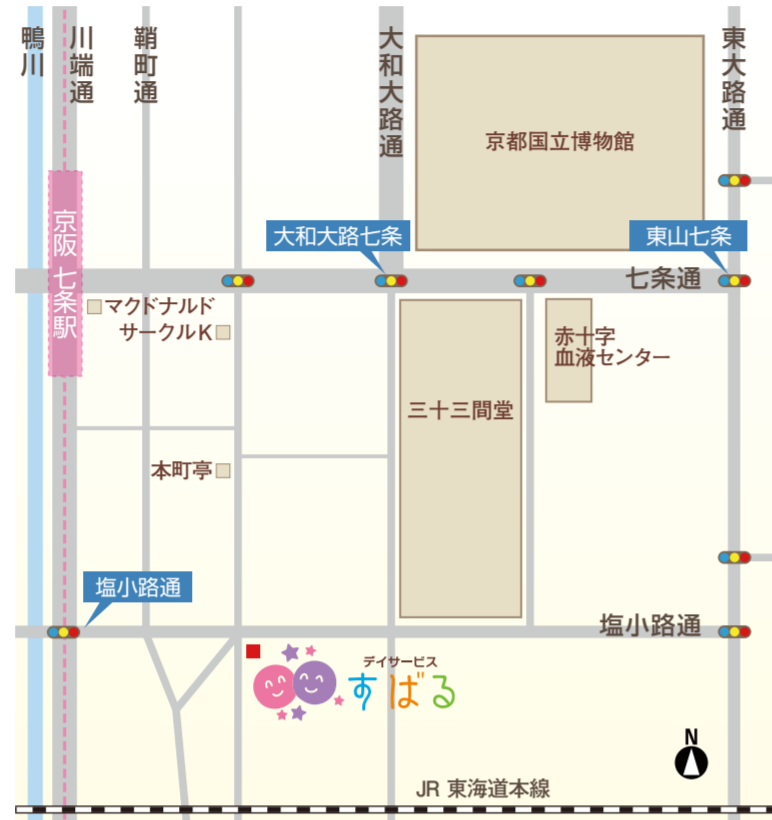 鴨川
川端通
鞘町通
大和大路通
東大路通
京都国立博物館
大和大路七条
東山七条
京阪 七条駅
七条通
マクドナルド
サークルK
赤十字
血液センター
三十三間堂
本町亭
塩小路通
塩小路通
デイサービス
すばる
N
JR 東海道本線